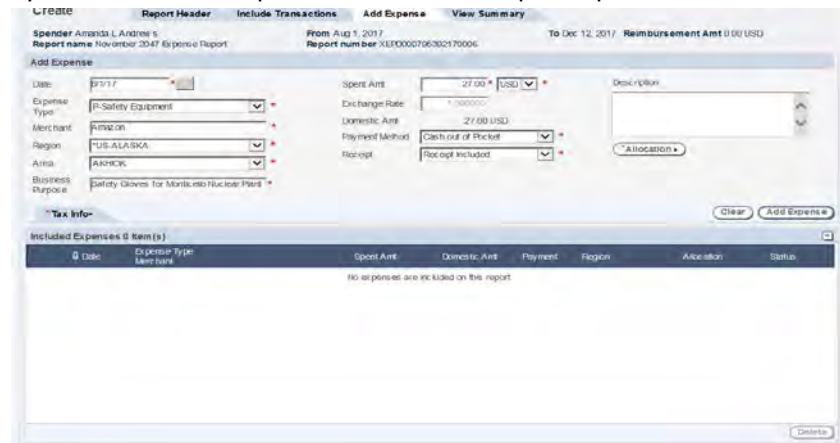 Create Report Header Include Transactions Add Expense View Summary
Spender Amanda L Andrews From Aug 1, 2017 To Dec 12, 2017 Reimbursement Amt 0.00 USD
Report name November 2047 Expense Report Report number XEPO000706302170006
Add Expense
Date 8/1/17 * Spent Amt 27.00 * USD * Description
Expense Type P-Safety Equipment * Exchange Rate 1.000000
Merchant Amazon * Domestic Amt 27.00 USD
Region *US-ALASKA * Payment Method Cash out of Pocket *
Area AKHIOK * Receipt Receipt Included * *Allocation
Business Purpose Safety Gloves for Monticello Nuclear Plant *
*Tax Info- Clear Add Expense
Included Expenses 0 Item(s)
Date Expense Type Merchant Spent Amt Domestic Amt Payment Region Allocation Status
No expenses are included on this report
Delete